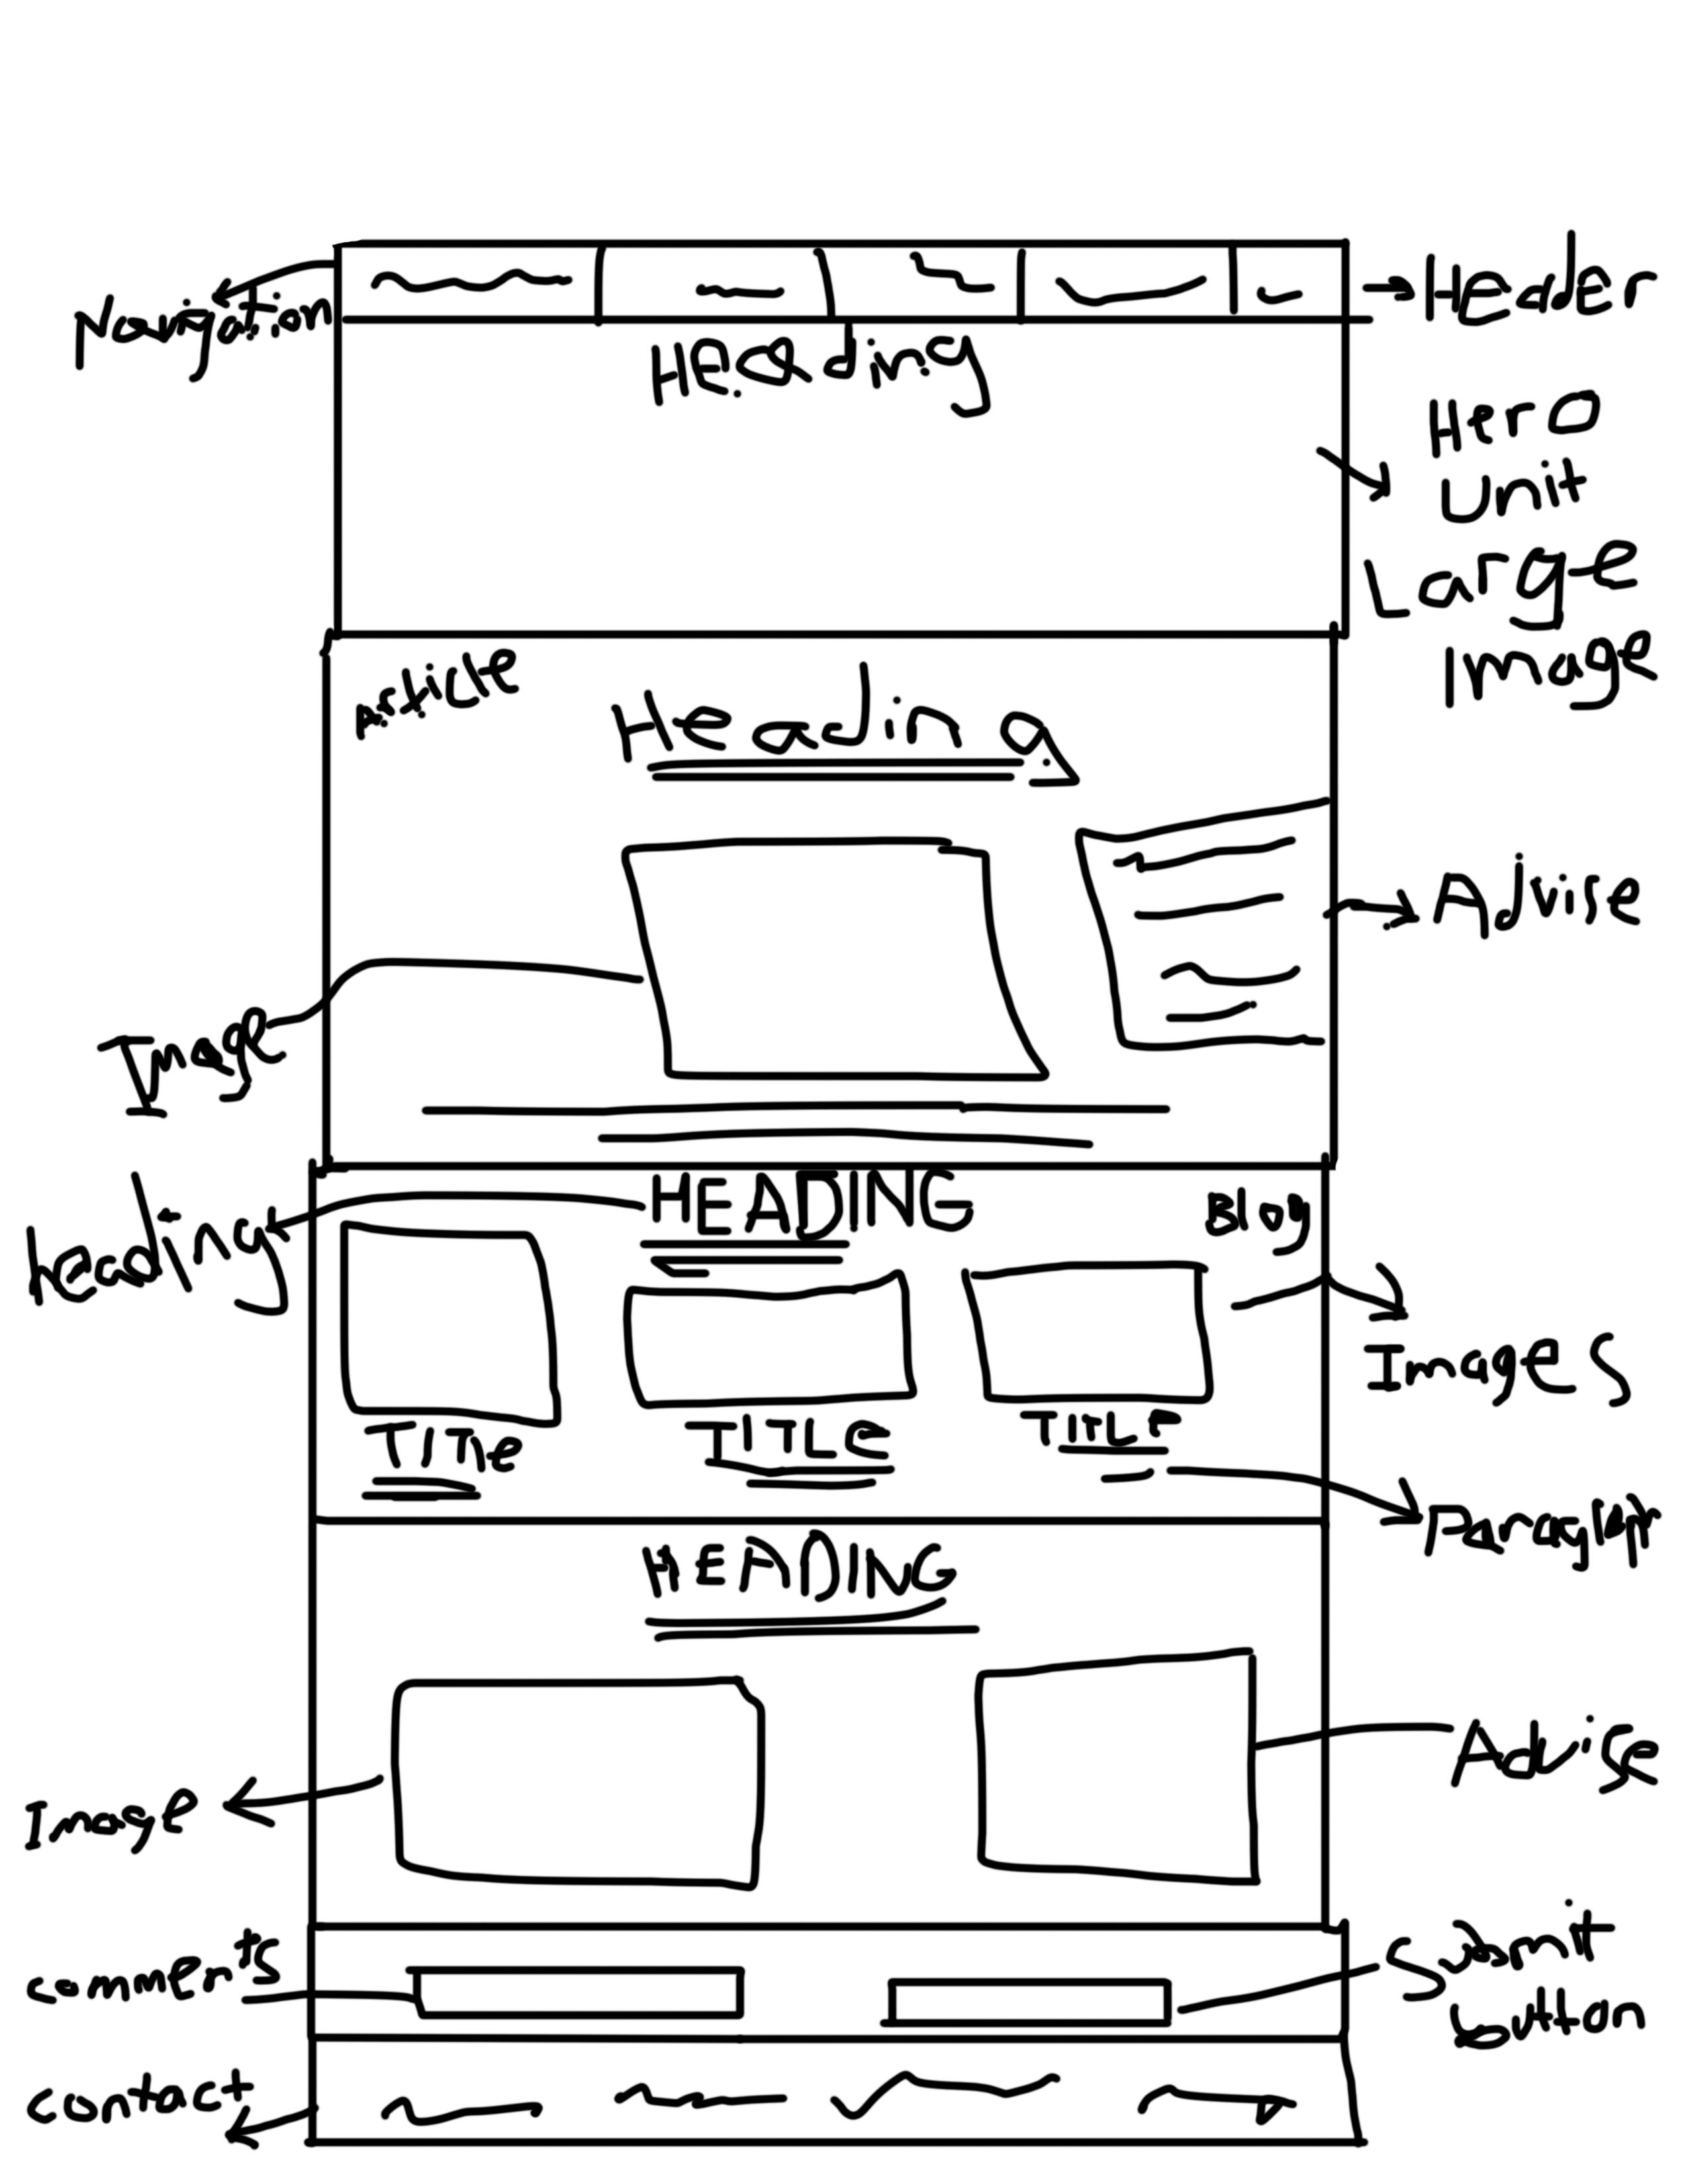 Navigation
Header
Heading
Hero
Unit
Large
Image
Article
Heading
Advise
Image
HEADING
Blog
Heading
Images
Title
TITLE
TITLE
Paragraph
HEADING
Advise
Image
Submit
button
comments
contact